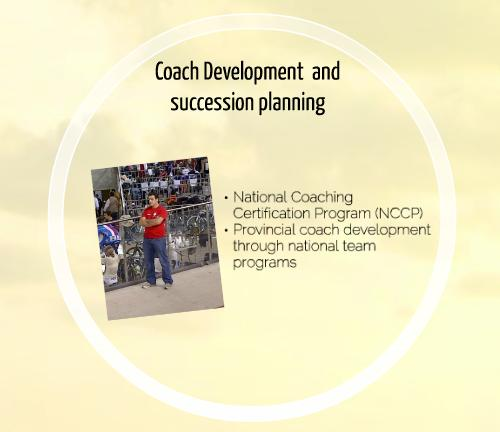 Coach Development and
succession planning
• National Coaching
Certification Program (NCCP)
• Provincial coach development
through national team
programs